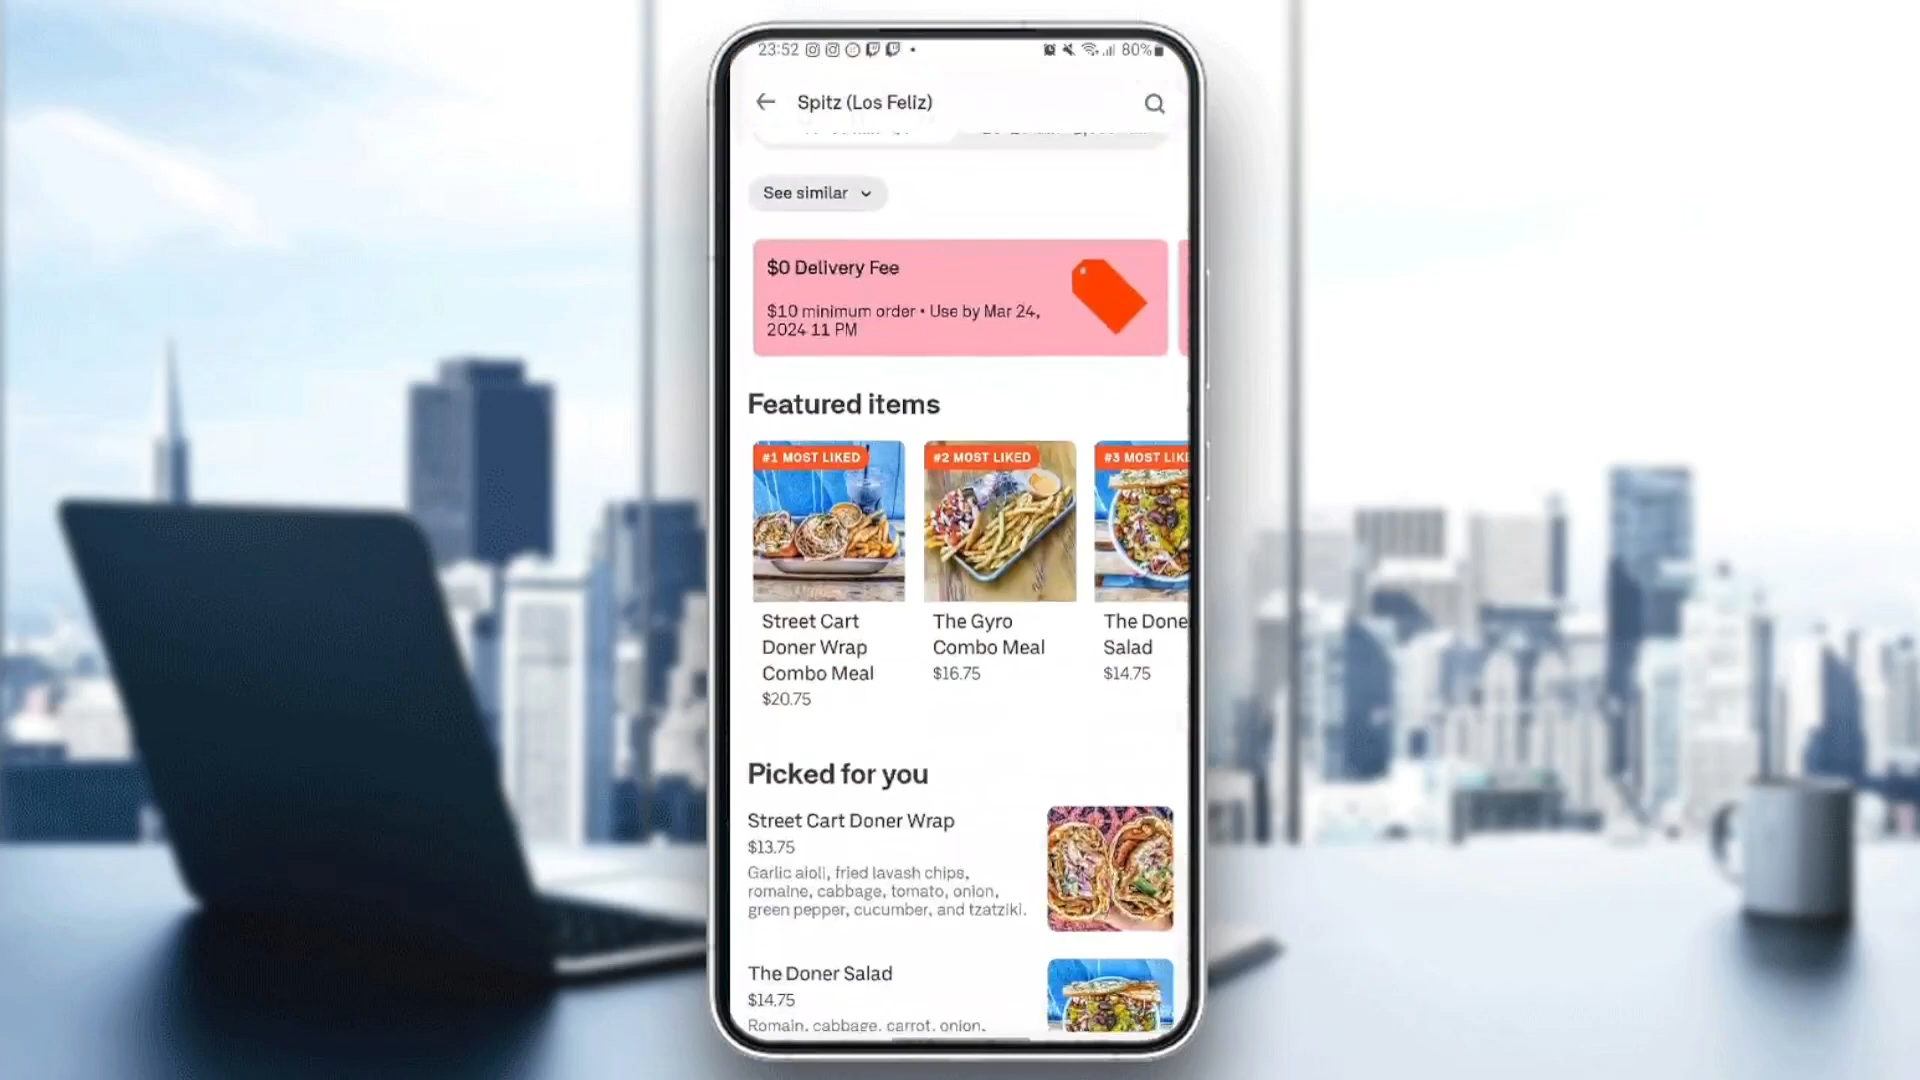 23:52
80%
Spitz (Los Feliz)
See similar
$0 Delivery Fee
$10 minimum order • Use by Mar 24,
2024 11 PM
Featured items
#1 MOST LIKED
#2 MOST LIKED
#3 MOST LIKE
Street Cart
Doner Wrap
Combo Meal
$20.75
The Gyro
Combo Meal
$16.75
The Done
Salad
$14.75
Picked for you
Street Cart Doner Wrap
$13.75
Garlic aioli, fried lavash chips,
romaine, cabbage, tomato, onion,
green pepper, cucumber, and tzatziki.
The Doner Salad
$14.75
Romain, cabbage, carrot, onion,